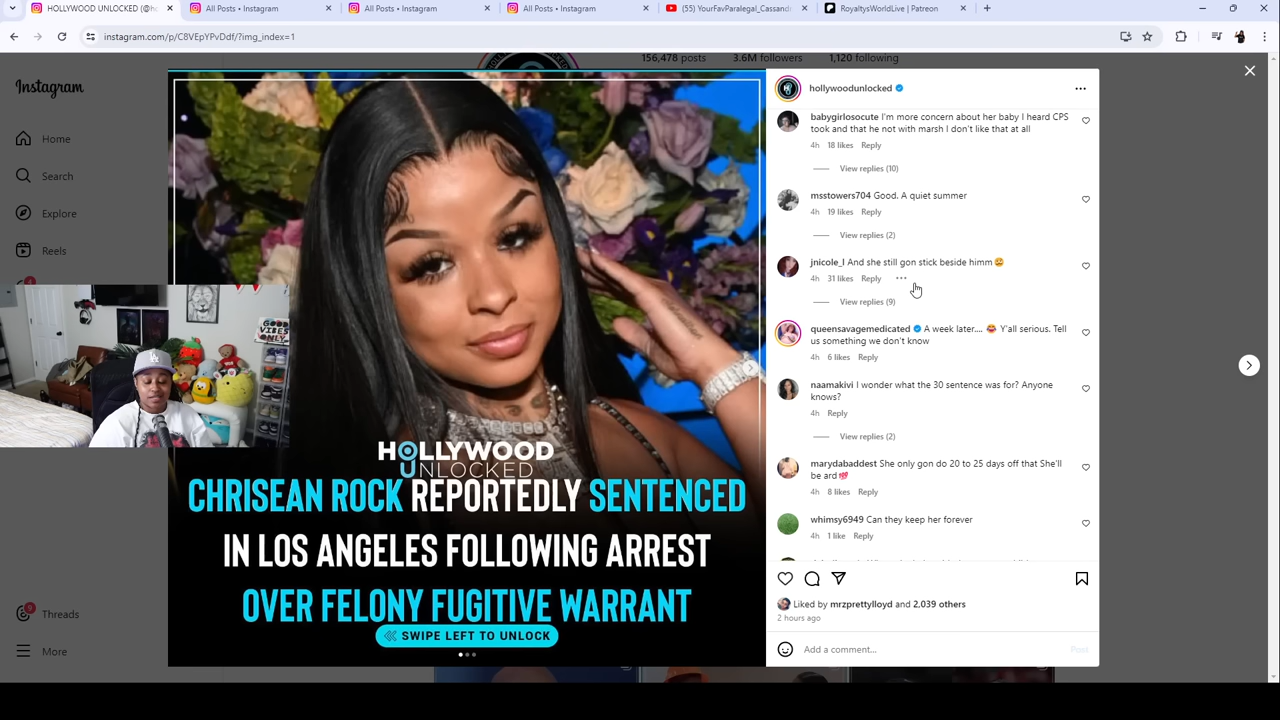 HOLLYWOOD UNLOCKED (@ho
All Posts • Instagram
All Posts • Instagram
All Posts • Instagram
(55) YourFavParalegal_Cassand
RoyaltysWorldLive | Patreon
instagram.com/p/C8VEpYPvDdf/?img_index=1
156,478 posts 3.6M followers 1,120 following
Instagram
Home
Search
Explore
Reels
9
Threads
More
GOOD
VIBES
ONLY
LA
HOLLYWOOD
UNLOCKED
CHRISEAN ROCK REPORTEDLY SENTENCED
IN LOS ANGELES FOLLOWING ARREST
OVER FELONY FUGITIVE WARRANT
SWIPE LEFT TO UNLOCK
hollywoodunlocked
babygirlosocute I'm more concern about her baby I heard CPS
took and that he not with marsh I don't like that at all
4h 18 likes Reply
View replies (10)
msstowers704 Good. A quiet summer
4h 19 likes Reply
View replies (2)
jnicole_l And she still gon stick beside himm😩
4h 31 likes Reply
View replies (9)
queensavagemedicated A week later.... 😂 Y'all serious. Tell
us something we don't know
4h 6 likes Reply
naamakivi I wonder what the 30 sentence was for? Anyone
knows?
4h Reply
View replies (2)
marydabaddest She only gon do 20 to 25 days off that She'll
be ard💯
4h 8 likes Reply
whimsy6949 Can they keep her forever
4h 1 like Reply
Liked by mrzprettylloyd and 2,039 others
2 hours ago
Add a comment...
Post